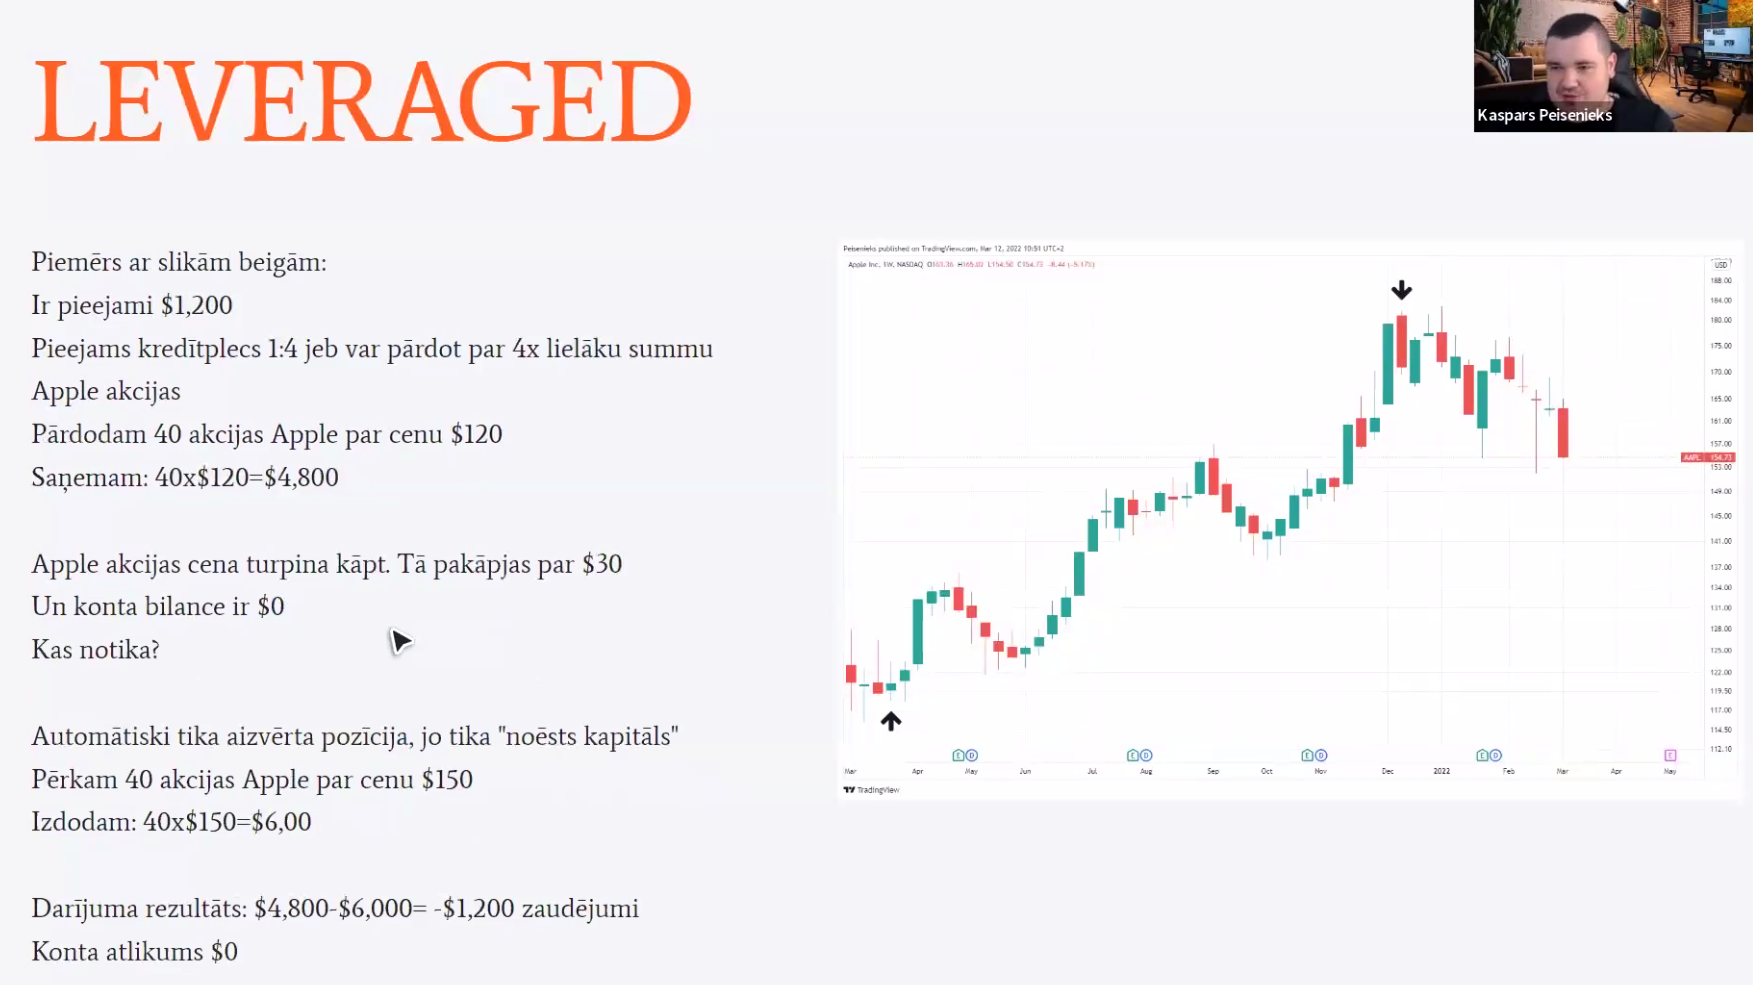 LEVERAGED
Kaspars Peisenieks
Piemērs ar slikām beigām:
Ir pieejami $1,200
Pieejams kredītplecs 1:4 jeb var pārdot par 4x lielāku summu
Apple akcijas
Pārdodam 40 akcijas Apple par cenu $120
Saņemam: 40x$120=$4,800
Apple akcijas cena turpina kāpt. Tā pakāpjas par $30
Un konta bilance ir $0
Kas notika?
Automātiski tika aizvērta pozīcija, jo tika "noēsts kapitāls"
Pērkam 40 akcijas Apple par cenu $150
Izdodam: 40x$150=$6,00
Darījuma rezultāts: $4,800-$6,000= -$1,200 zaudējumi
Konta atlikums $0
Peisenieks published on TradingView.com, Mar 12, 2022 10:51 UTC+2
Apple Inc, 1W, NASDAQ
USD
188.00
184.00
180.00
175.00
170.00
165.00
161.00
157.00
AAPL 154.73
153.00
149.00
145.00
141.00
137.00
134.00
131.00
128.00
125.00
122.00
119.50
117.00
114.50
112.10
E D E D E D E D E
Mar Apr May Jun Jul Aug Sep Oct Nov Dec 2022 Feb Mar Apr May
TradingView